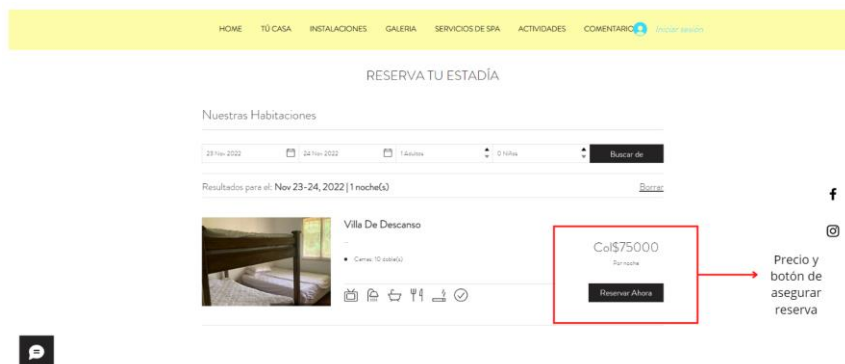 HOME TÚ CASA INSTALACIONES GALERIA SERVICIOS DE SPA ACTIVIDADES COMENTARIO Iniciar sesión
RESERVA TU ESTADÍA
Nuestras Habitaciones
23 Nov 2022 24 Nov 2022 1 Adultos 0 Niños Buscar de
Resultados para el: Nov 23-24, 2022 | 1 noche(s) Borrar
Villa De Descanso
Camas: 10 doble(s)
Col$75000
Por noche
Reservar Ahora
Precio y
botón de
asegurar
reserva